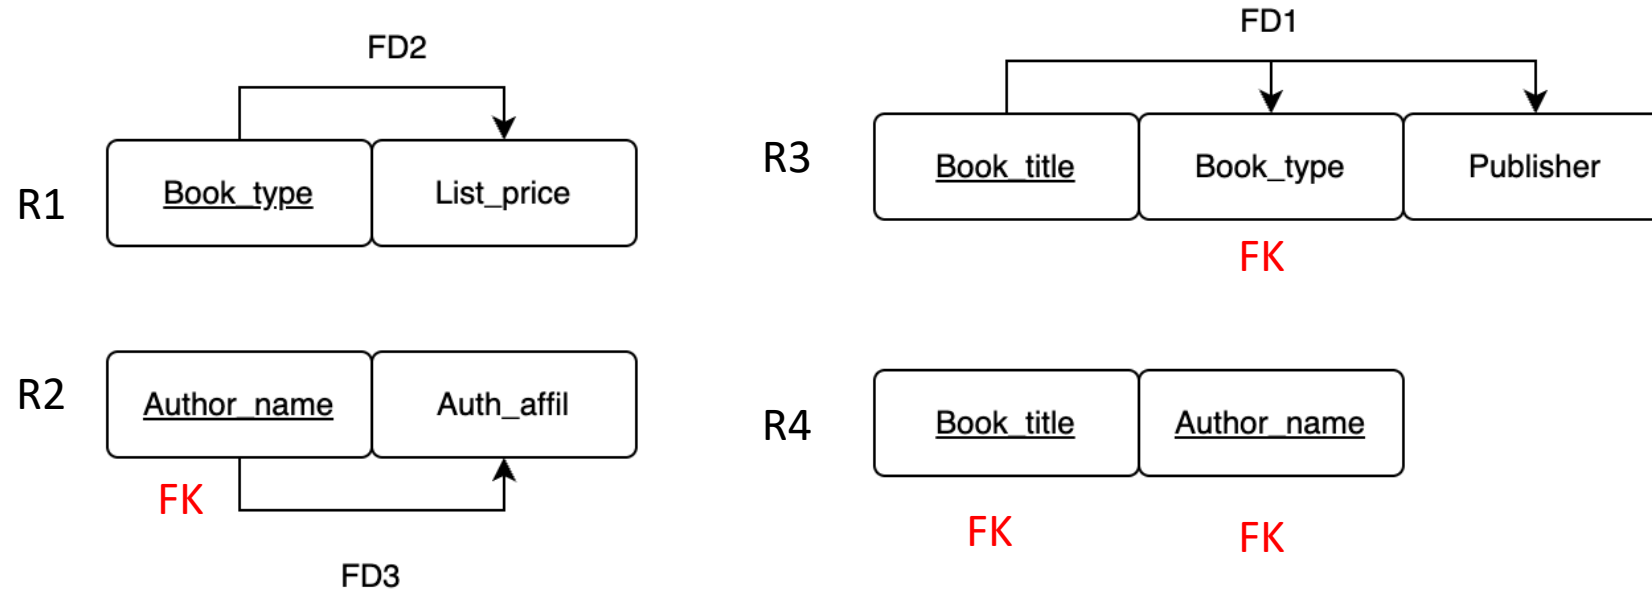 FD2
R1
Book_type List_price
FD1
R3
Book_title Book_type Publisher
FK
R2
Author_name Auth_affil
FK
FD3
R4
Book_title Author_name
FK FK